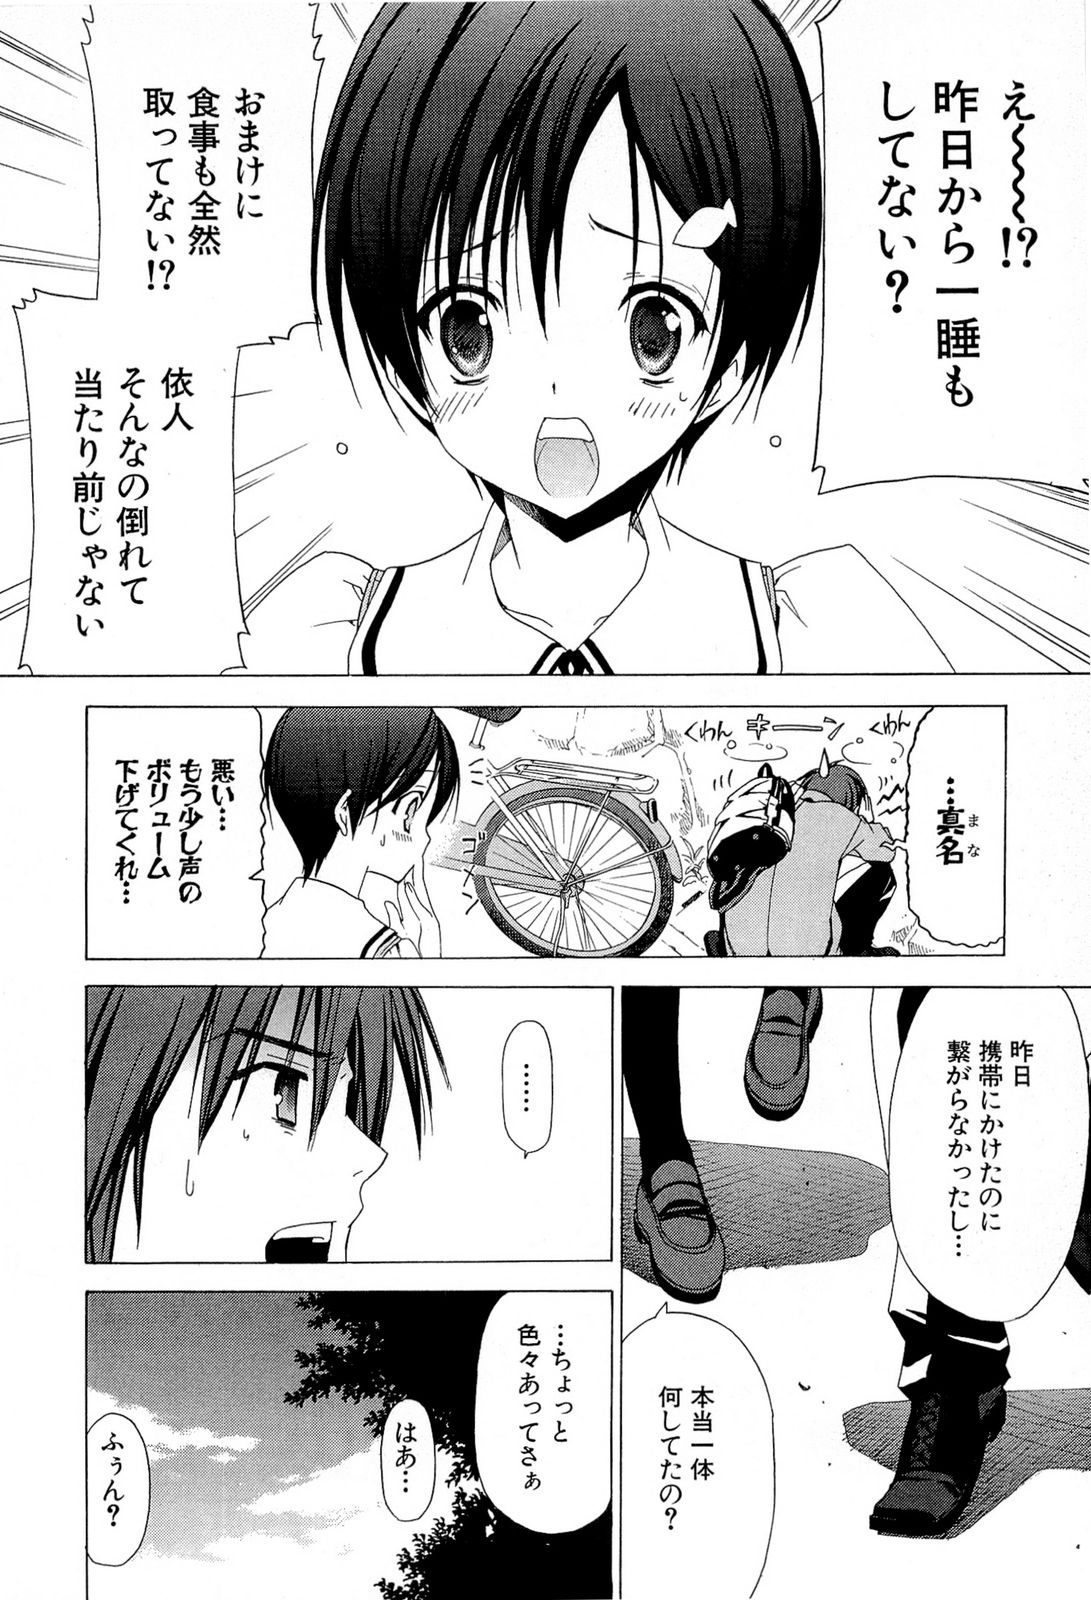 え～～～～!?
昨日から一睡も
してない？
おまけに
食事も全然
取ってない!?
依人
そんなの倒れて
当たり前じゃない
…真名
まな
くわん
キーーン
くわん
ゴ
ン
悪い…
もう少し声の
ボリューム
下げてくれ…
昨日
携帯にかけたのに
繋がらなかったし…
本当一体
何してたの？
……
…ちょっと
色々あってさぁ
はあ…
ふぅん？